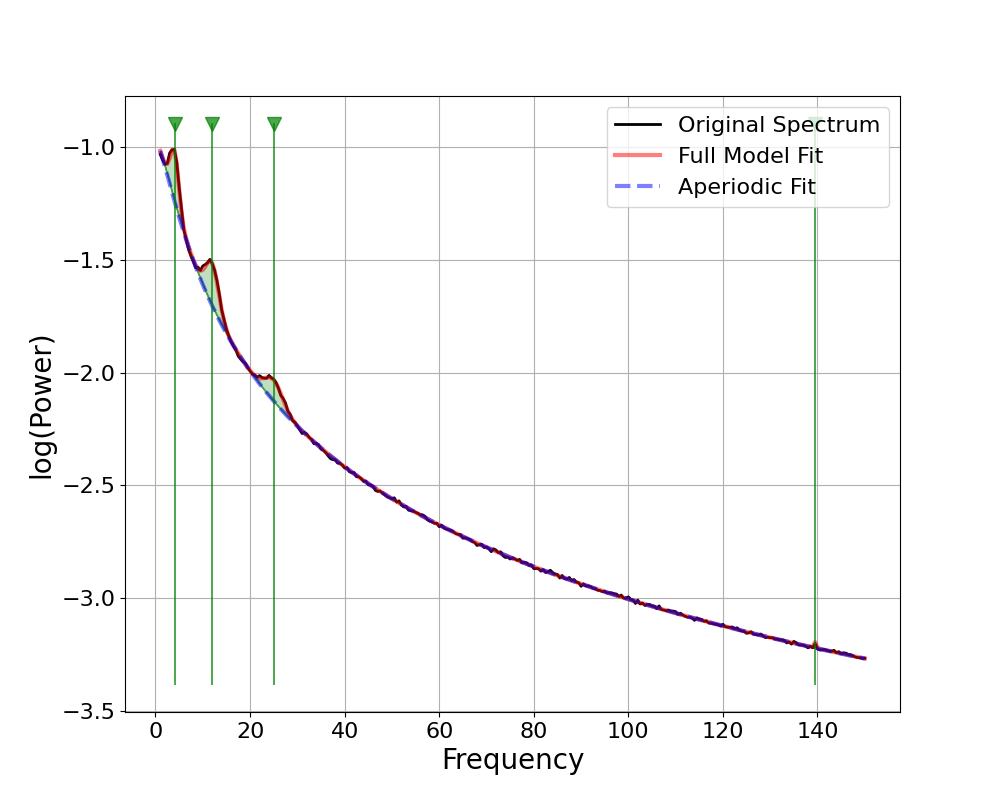 Original Spectrum
Full Model Fit
Aperiodic Fit
−1.0
−1.5
−2.0
−2.5
−3.0
−3.5
log(Power)
0 20 40 60 80 100 120 140
Frequency